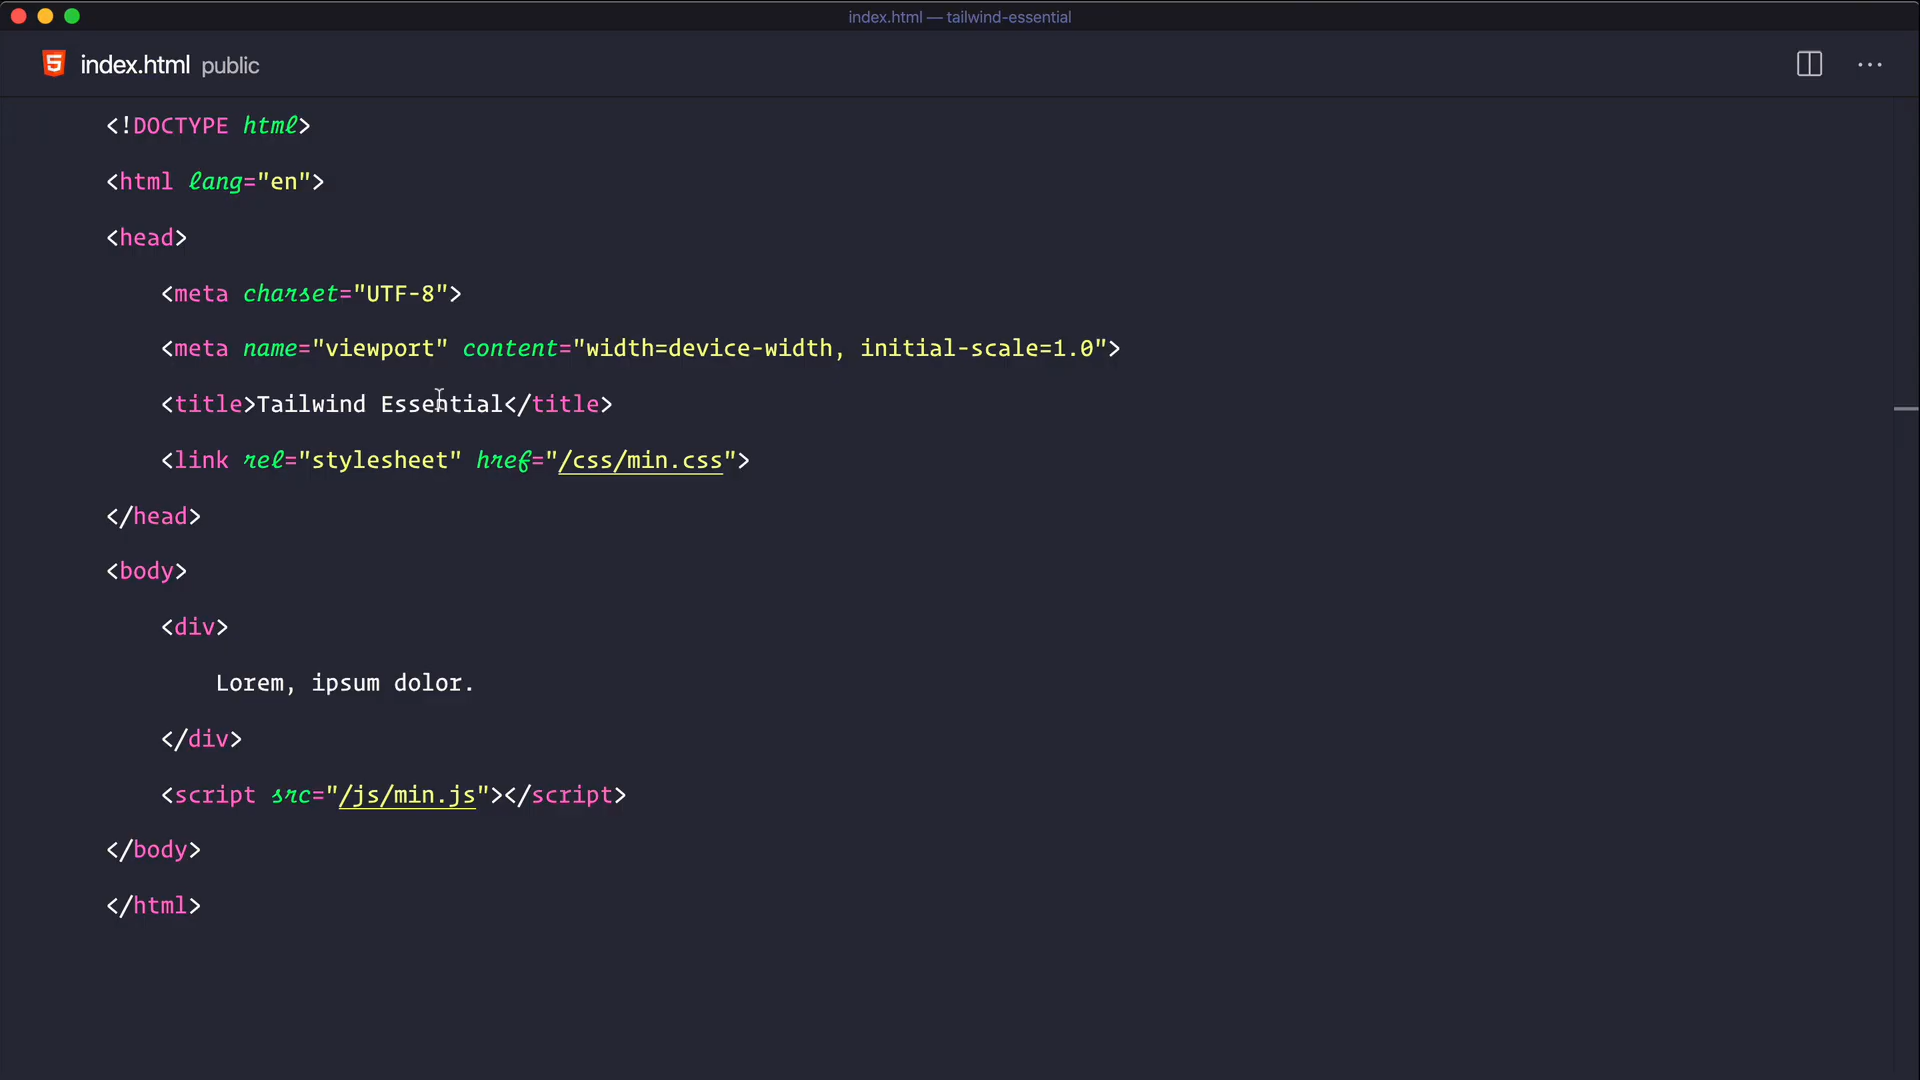 index.html — tailwind-essential
index.html public
<!DOCTYPE html>
<html lang="en">
<head>
    <meta charset="UTF-8">
    <meta name="viewport" content="width=device-width, initial-scale=1.0">
    <title>Tailwind Essential</title>
    <link rel="stylesheet" href="/css/min.css">
</head>
<body>
    <div>
        Lorem, ipsum dolor.
    </div>
    <script src="/js/min.js"></script>
</body>
</html>